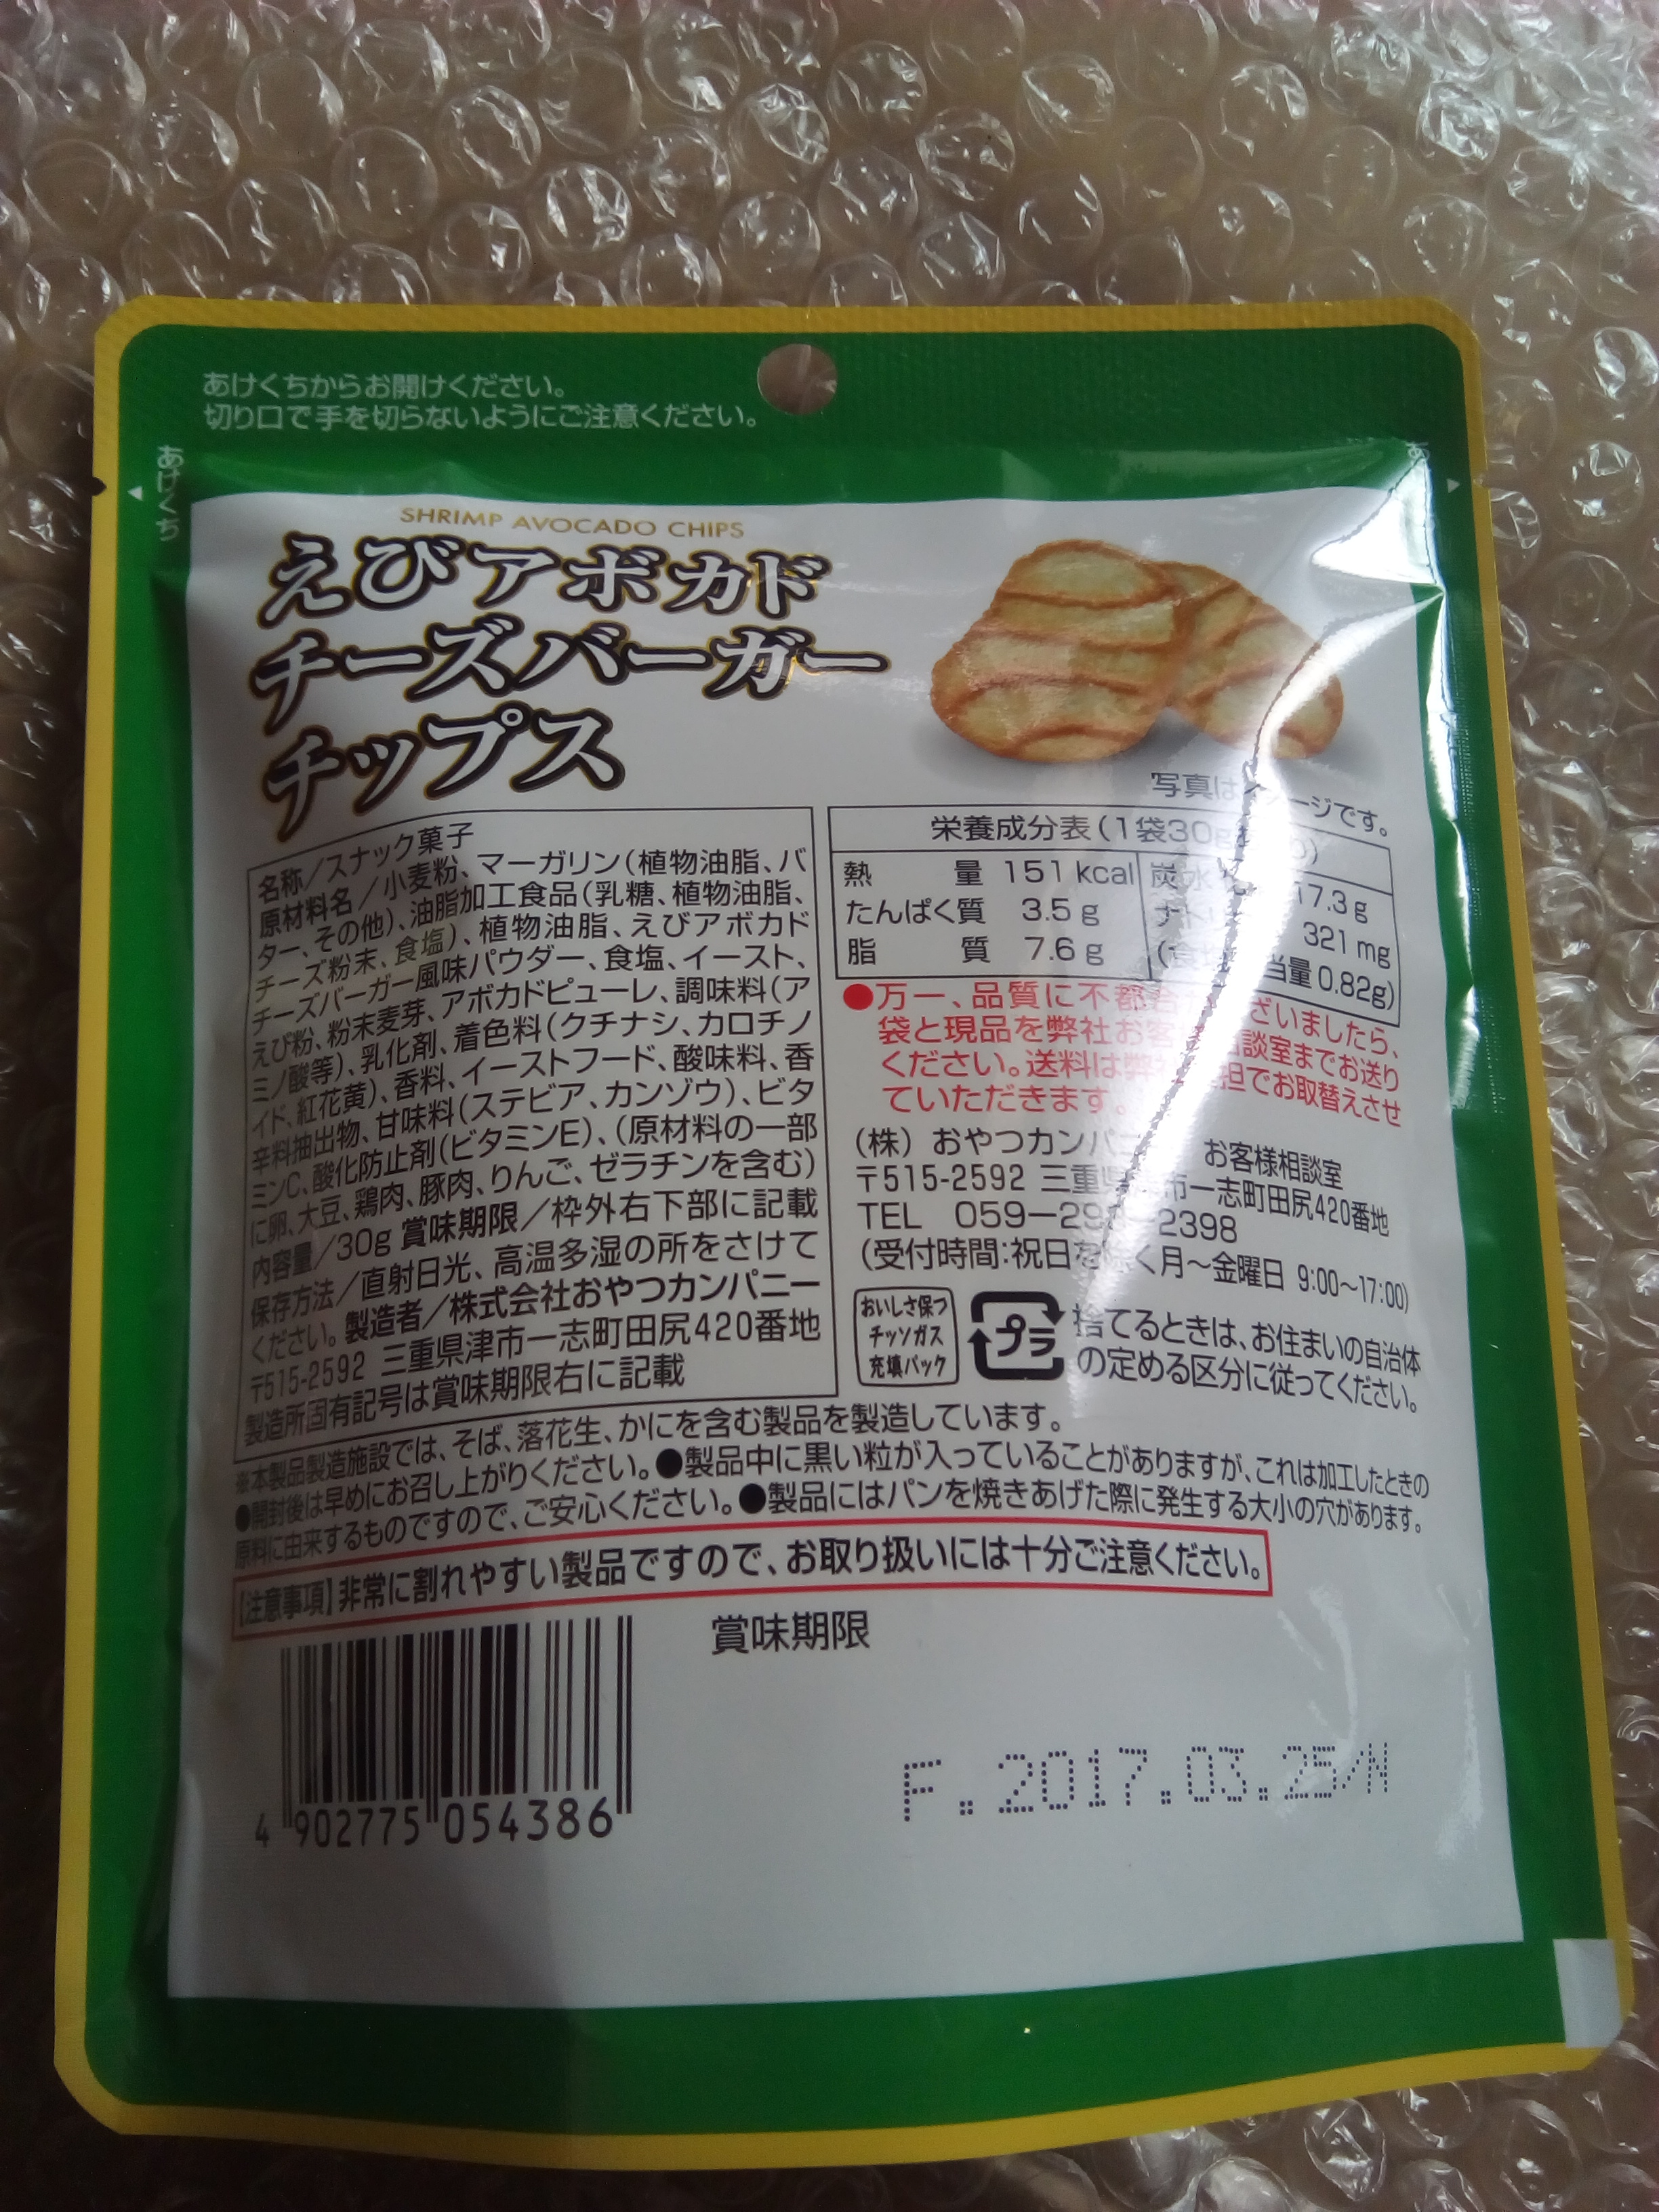 あけくちからお開けください。
切り口で手を切らないようにご注意ください。
あけくち
あ
SHRIMP AVOCADO CHIPS
えびアボカド
チーズバーガー
チップス
写真は ージです。
名称/スナック菓子
原材料名/小麦粉、マーガリン(植物油脂、バ
ター、その他)、油脂加工食品(乳糖、植物油脂、
チーズ粉末、食塩)、植物油脂、えびアボカド
チーズバーガー風味パウダー、食塩、イースト、
えび粉、粉末麦芽、アボカドピューレ、調味料(ア
ミノ酸等)、乳化剤、着色料(クチナシ、カロチノ
イド、紅花黄)、香料、イーストフード、酸味料、香
辛料抽出物、甘味料(ステビア、カンゾウ)、ビタ
ミンC、酸化防止剤(ビタミンE)、(原材料の一部
に卵、大豆、鶏肉、豚肉、りんご、ゼラチンを含む)
内容量/30g 賞味期限/枠外右下部に記載
保存方法/直射日光、高温多湿の所をさけて
ください。製造者/株式会社おやつカンパニー
〒515-2592 三重県津市一志町田尻420番地
製造所固有記号は賞味期限右に記載
栄養成分表(1袋30g
熱量 151 kcal 炭水 17.3 g
たんぱく質 3.5 g ナトリ 321 mg
脂質 7.6 g (食 当量 0.82g)
●万一、品質に不都合 ございましたら、
袋と現品を弊社お客 相談室までお送り
ください。送料は弊社 担でお取替えさせ
ていただきます。
(株) おやつカンパニー お客様相談室
〒515-2592 三重県 市一志町田尻420番地
TEL 059-29 2398
(受付時間:祝日を除く月〜金曜日 9:00〜17:00)
おいしさ保つ
チッソガス
充填パック
プラ
捨てるときは、お住まいの自治体
の定める区分に従ってください。
※本製品製造施設では、そば、落花生、かにを含む製品を製造しています。
●開封後は早めにお召し上がりください。●製品中に黒い粒が入っていることがありますが、これは加工したときの
原料に由来するものですので、ご安心ください。●製品にはパンを焼きあげた際に発生する大小の穴があります。
【注意事項】非常に割れやすい製品ですので、お取り扱いには十分ご注意ください。
賞味期限
F.2017.03.25/N
4 902775 054386